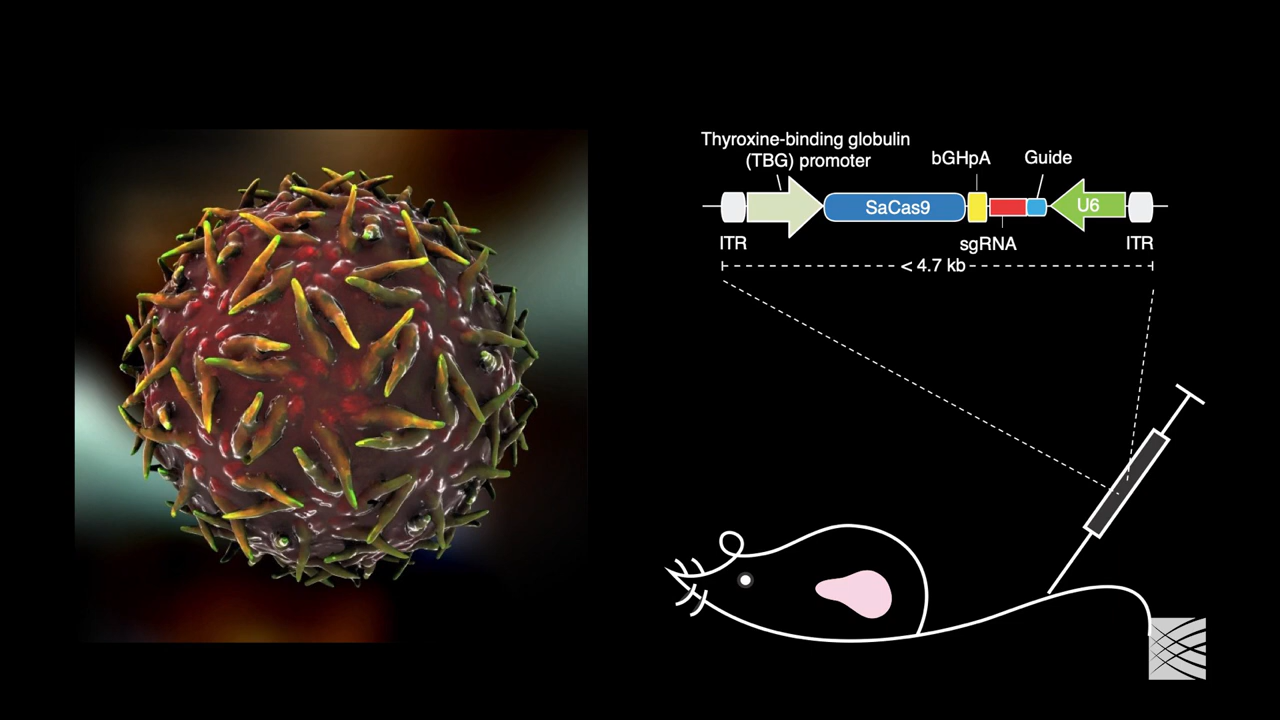 Thyroxine-binding globulin
(TBG) promoter
bGHpA
Guide
SaCas9
U6
ITR
sgRNA
ITR
< 4.7 kb